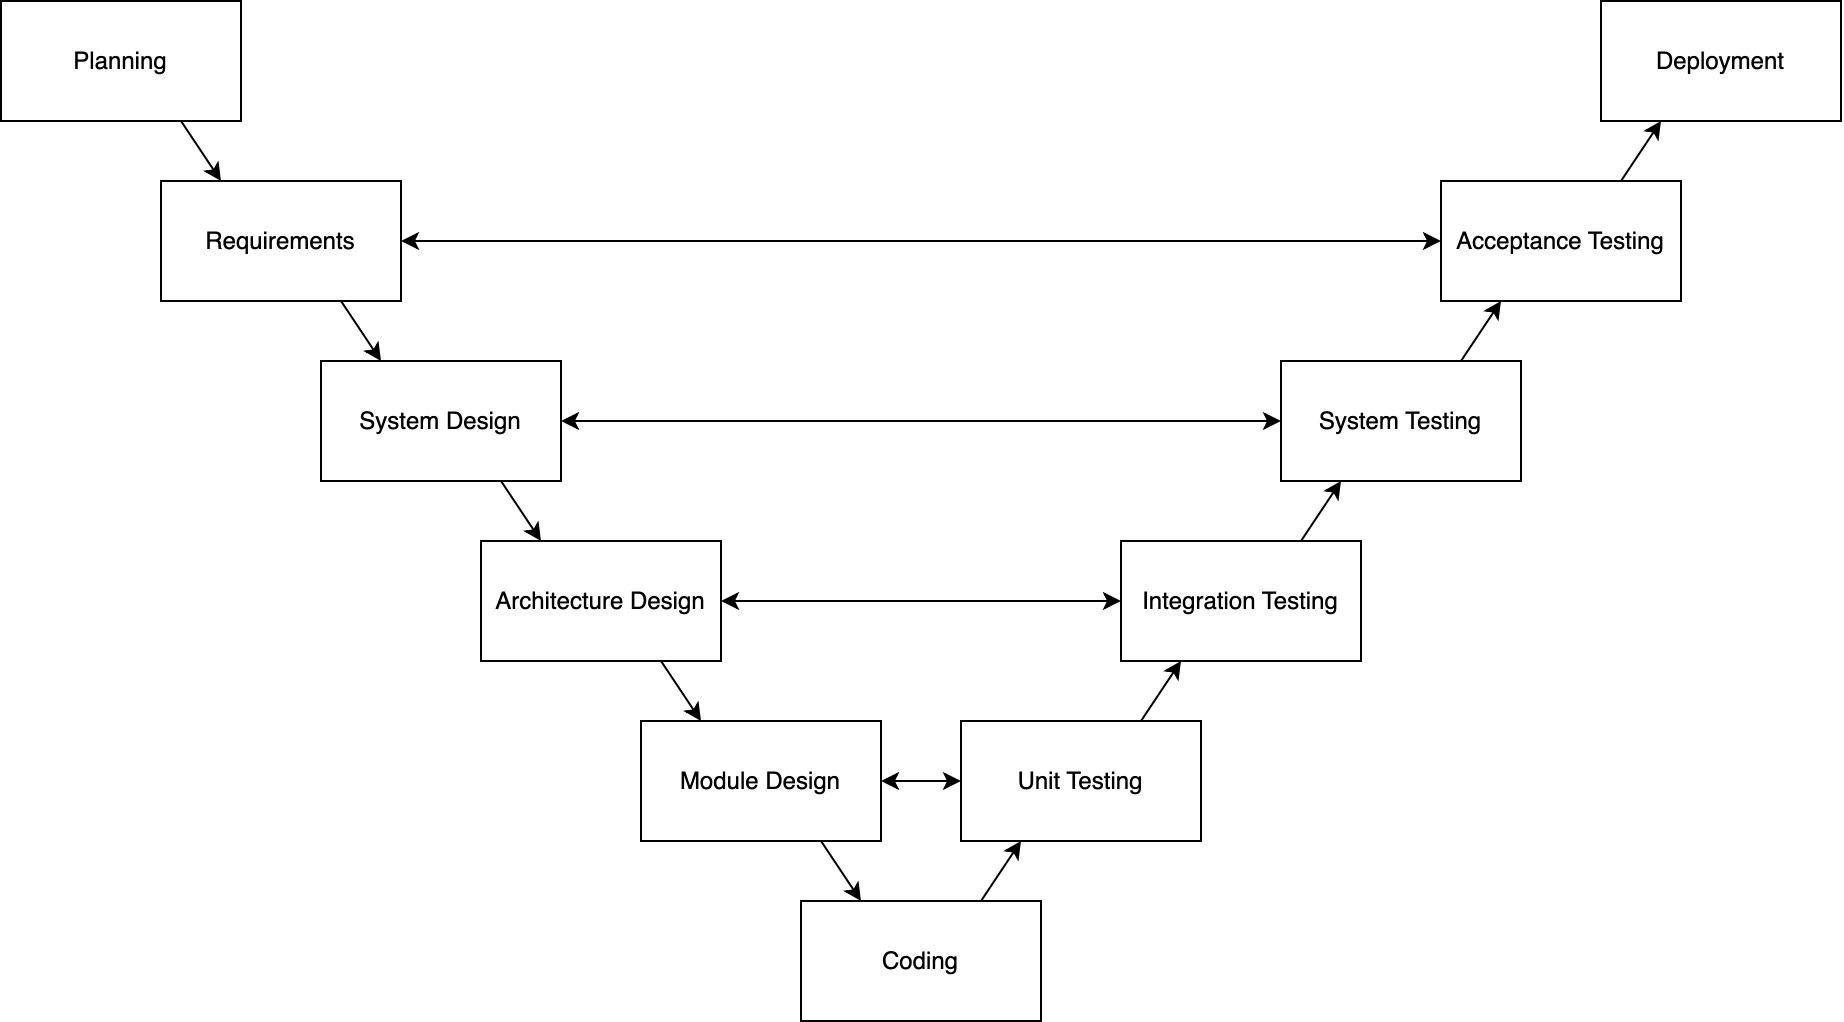 Planning
Deployment
Requirements
Acceptance Testing
System Design
System Testing
Architecture Design
Integration Testing
Module Design
Unit Testing
Coding